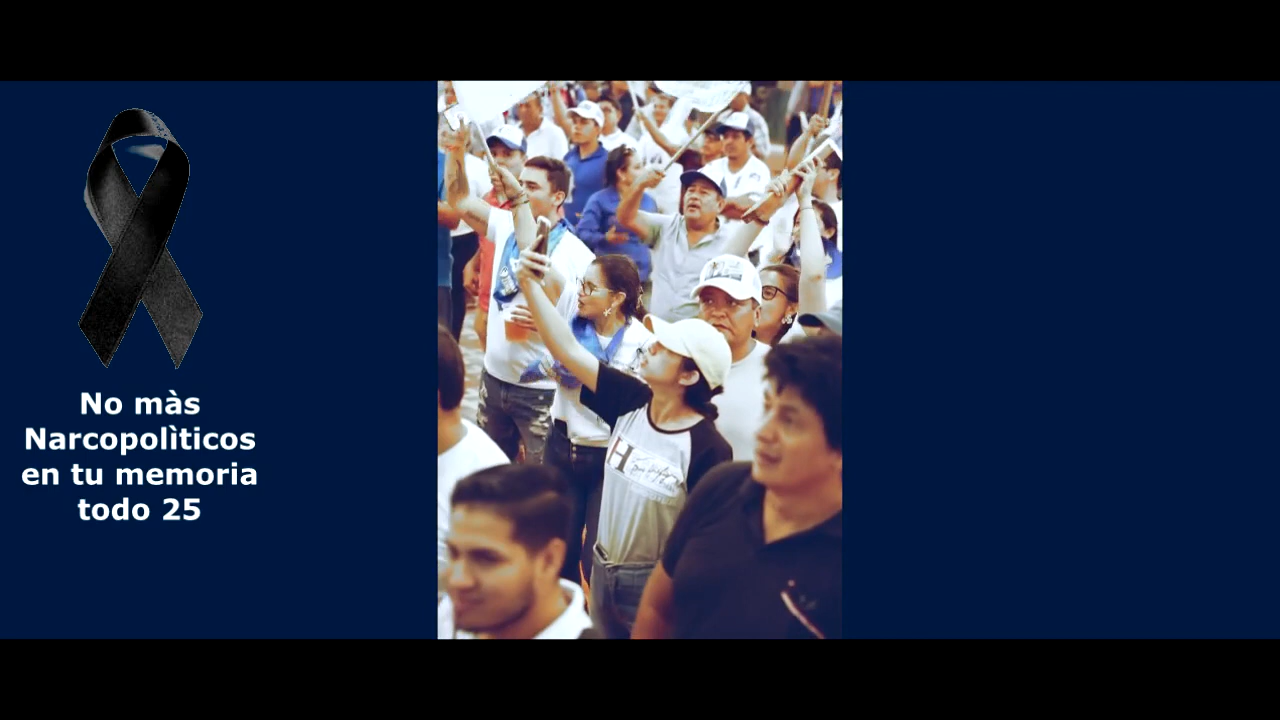 No màs
Narcopolìticos
en tu memoria
todo 25
H